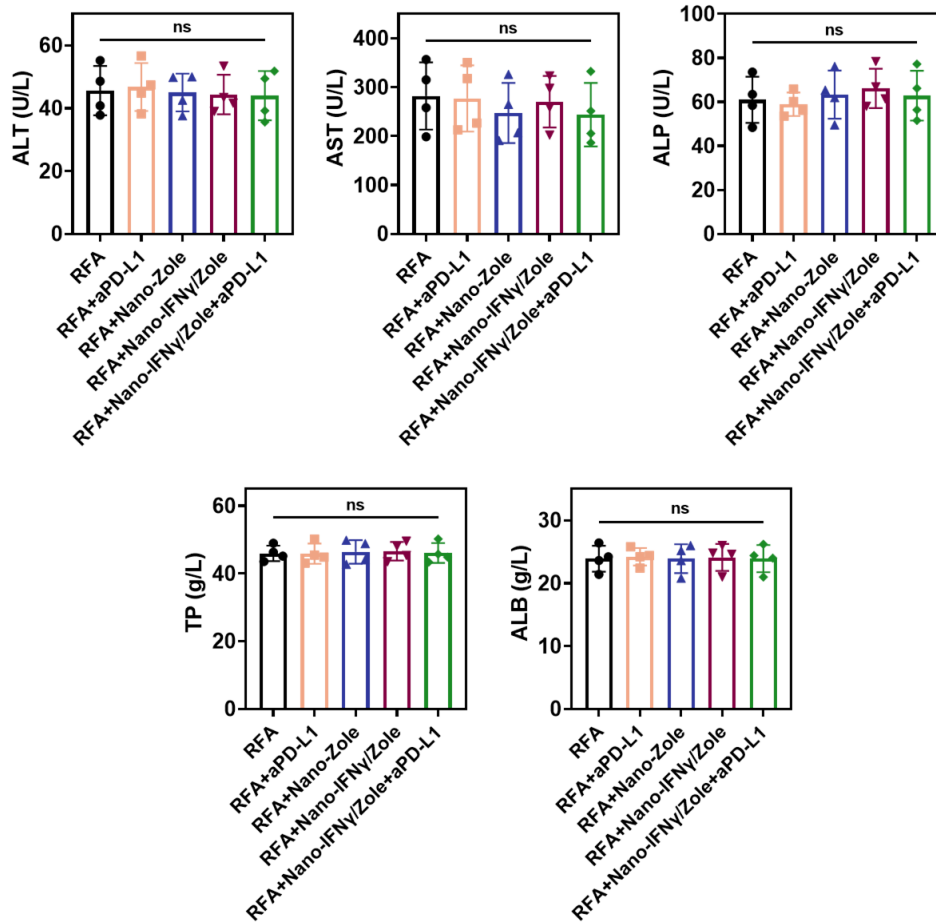 ns
ALT (U/L)
60
40
20
0
RFA
RFA+aPD-L1
RFA+Nano-Zole
RFA+Nano-IFNγ/Zole
RFA+Nano-IFNγ/Zole+aPD-L1
ns
AST (U/L)
400
300
200
100
0
RFA
RFA+aPD-L1
RFA+Nano-Zole
RFA+Nano-IFNγ/Zole
RFA+Nano-IFNγ/Zole+aPD-L1
ns
ALP (U/L)
100
80
60
40
20
0
RFA
RFA+aPD-L1
RFA+Nano-Zole
RFA+Nano-IFNγ/Zole
RFA+Nano-IFNγ/Zole+aPD-L1
ns
TP (g/L)
60
40
20
0
RFA
RFA+aPD-L1
RFA+Nano-Zole
RFA+Nano-IFNγ/Zole
RFA+Nano-IFNγ/Zole+aPD-L1
ns
ALB (g/L)
30
20
10
0
RFA
RFA+aPD-L1
RFA+Nano-Zole
RFA+Nano-IFNγ/Zole
RFA+Nano-IFNγ/Zole+aPD-L1